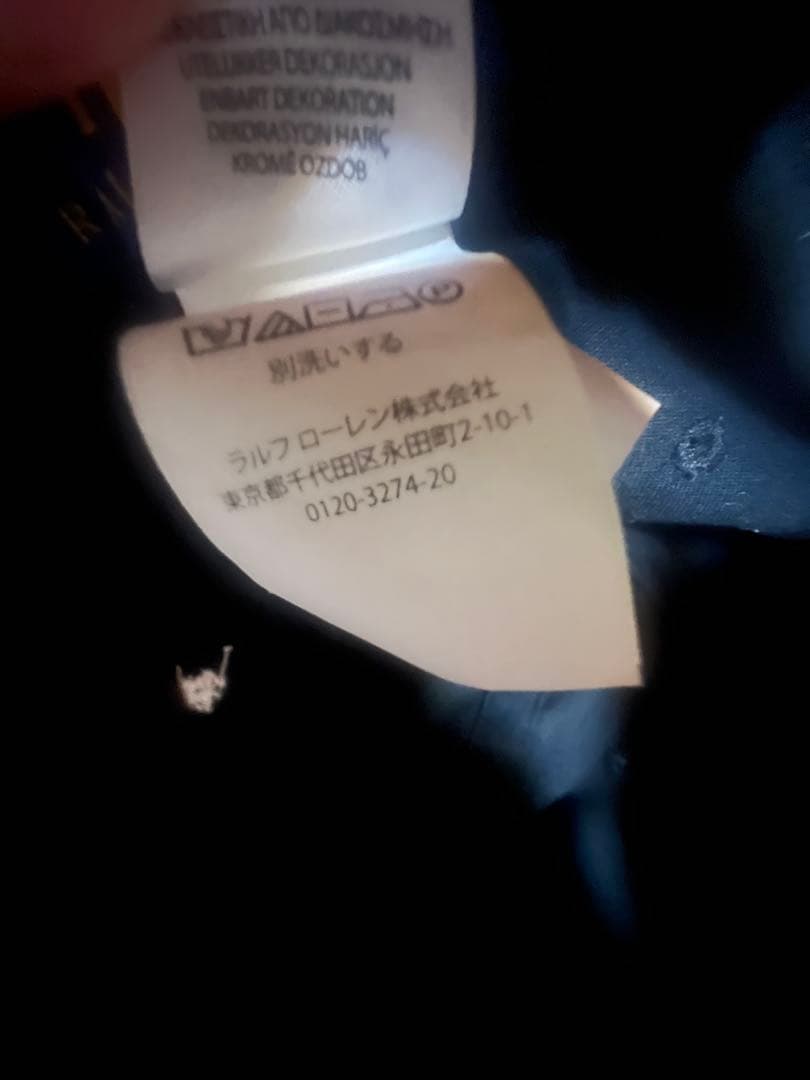 UTELUKKER DEKORASJON
ENBART DEKORATION
DEKORASYON HARİÇ
KROMĚ OZDOB
別洗いする
ラルフ ローレン株式会社
東京都千代田区永田町2-10-1
0120-3274-20